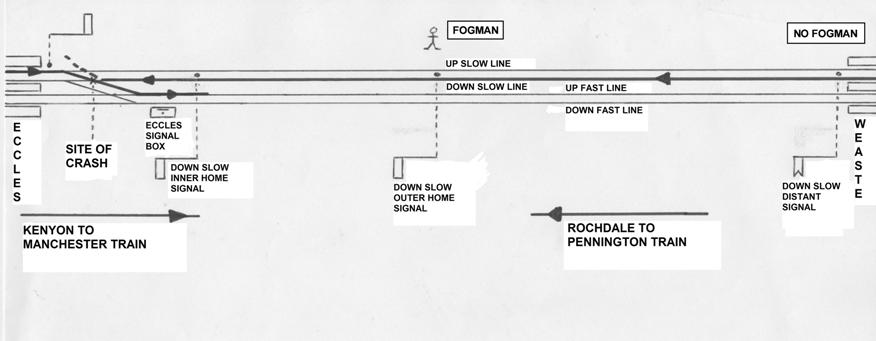 FOGMAN
NO FOGMAN
UP SLOW LINE
DOWN SLOW LINE
UP FAST LINE
DOWN FAST LINE
ECCLES
WEASTE
SITE OF
CRASH
ECCLES
SIGNAL
BOX
DOWN SLOW
INNER HOME
SIGNAL
DOWN SLOW
OUTER HOME
SIGNAL
DOWN SLOW
DISTANT
SIGNAL
KENYON TO
MANCHESTER TRAIN
ROCHDALE TO
PENNINGTON TRAIN